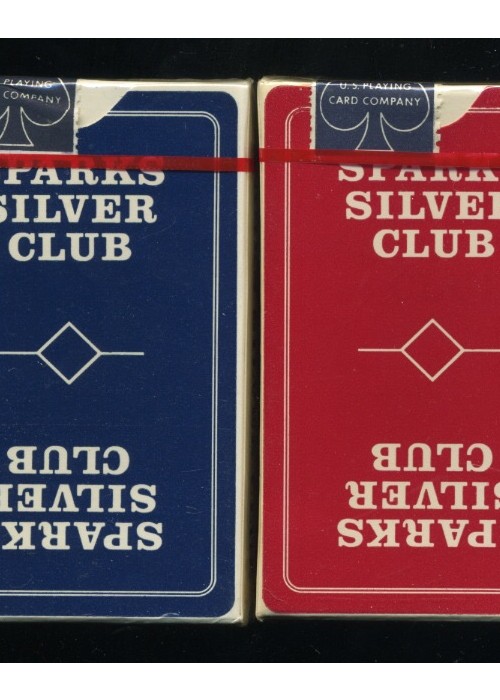 PLAYING
COMPANY
SPARKS
SILVER
CLUB
CLUB
SILVER
SPARKS
U.S. PLAYING
CARD COMPANY
SPARKS
SILVER
CLUB
CLUB
SILVER
SPARKS